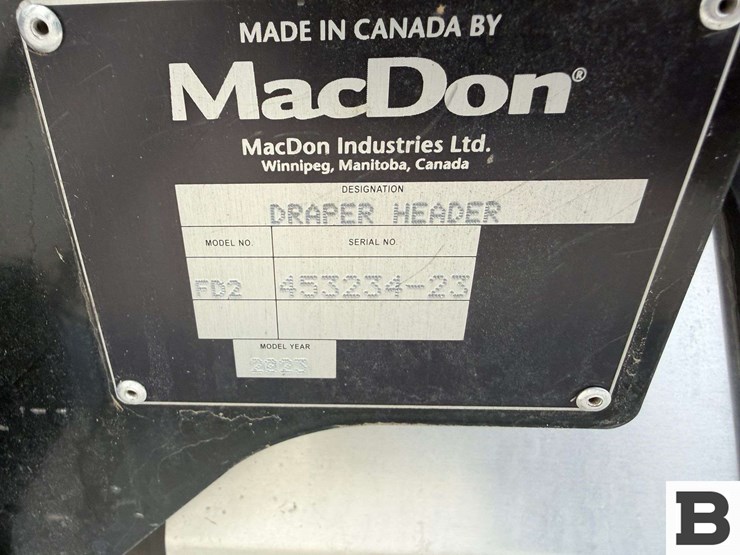 MADE IN CANADA BY
MacDon®
MacDon Industries Ltd.
Winnipeg, Manitoba, Canada
DESIGNATION
DRAPER HEADER
MODEL NO. SERIAL NO.
FD2 453234-23
MODEL YEAR
2023
B